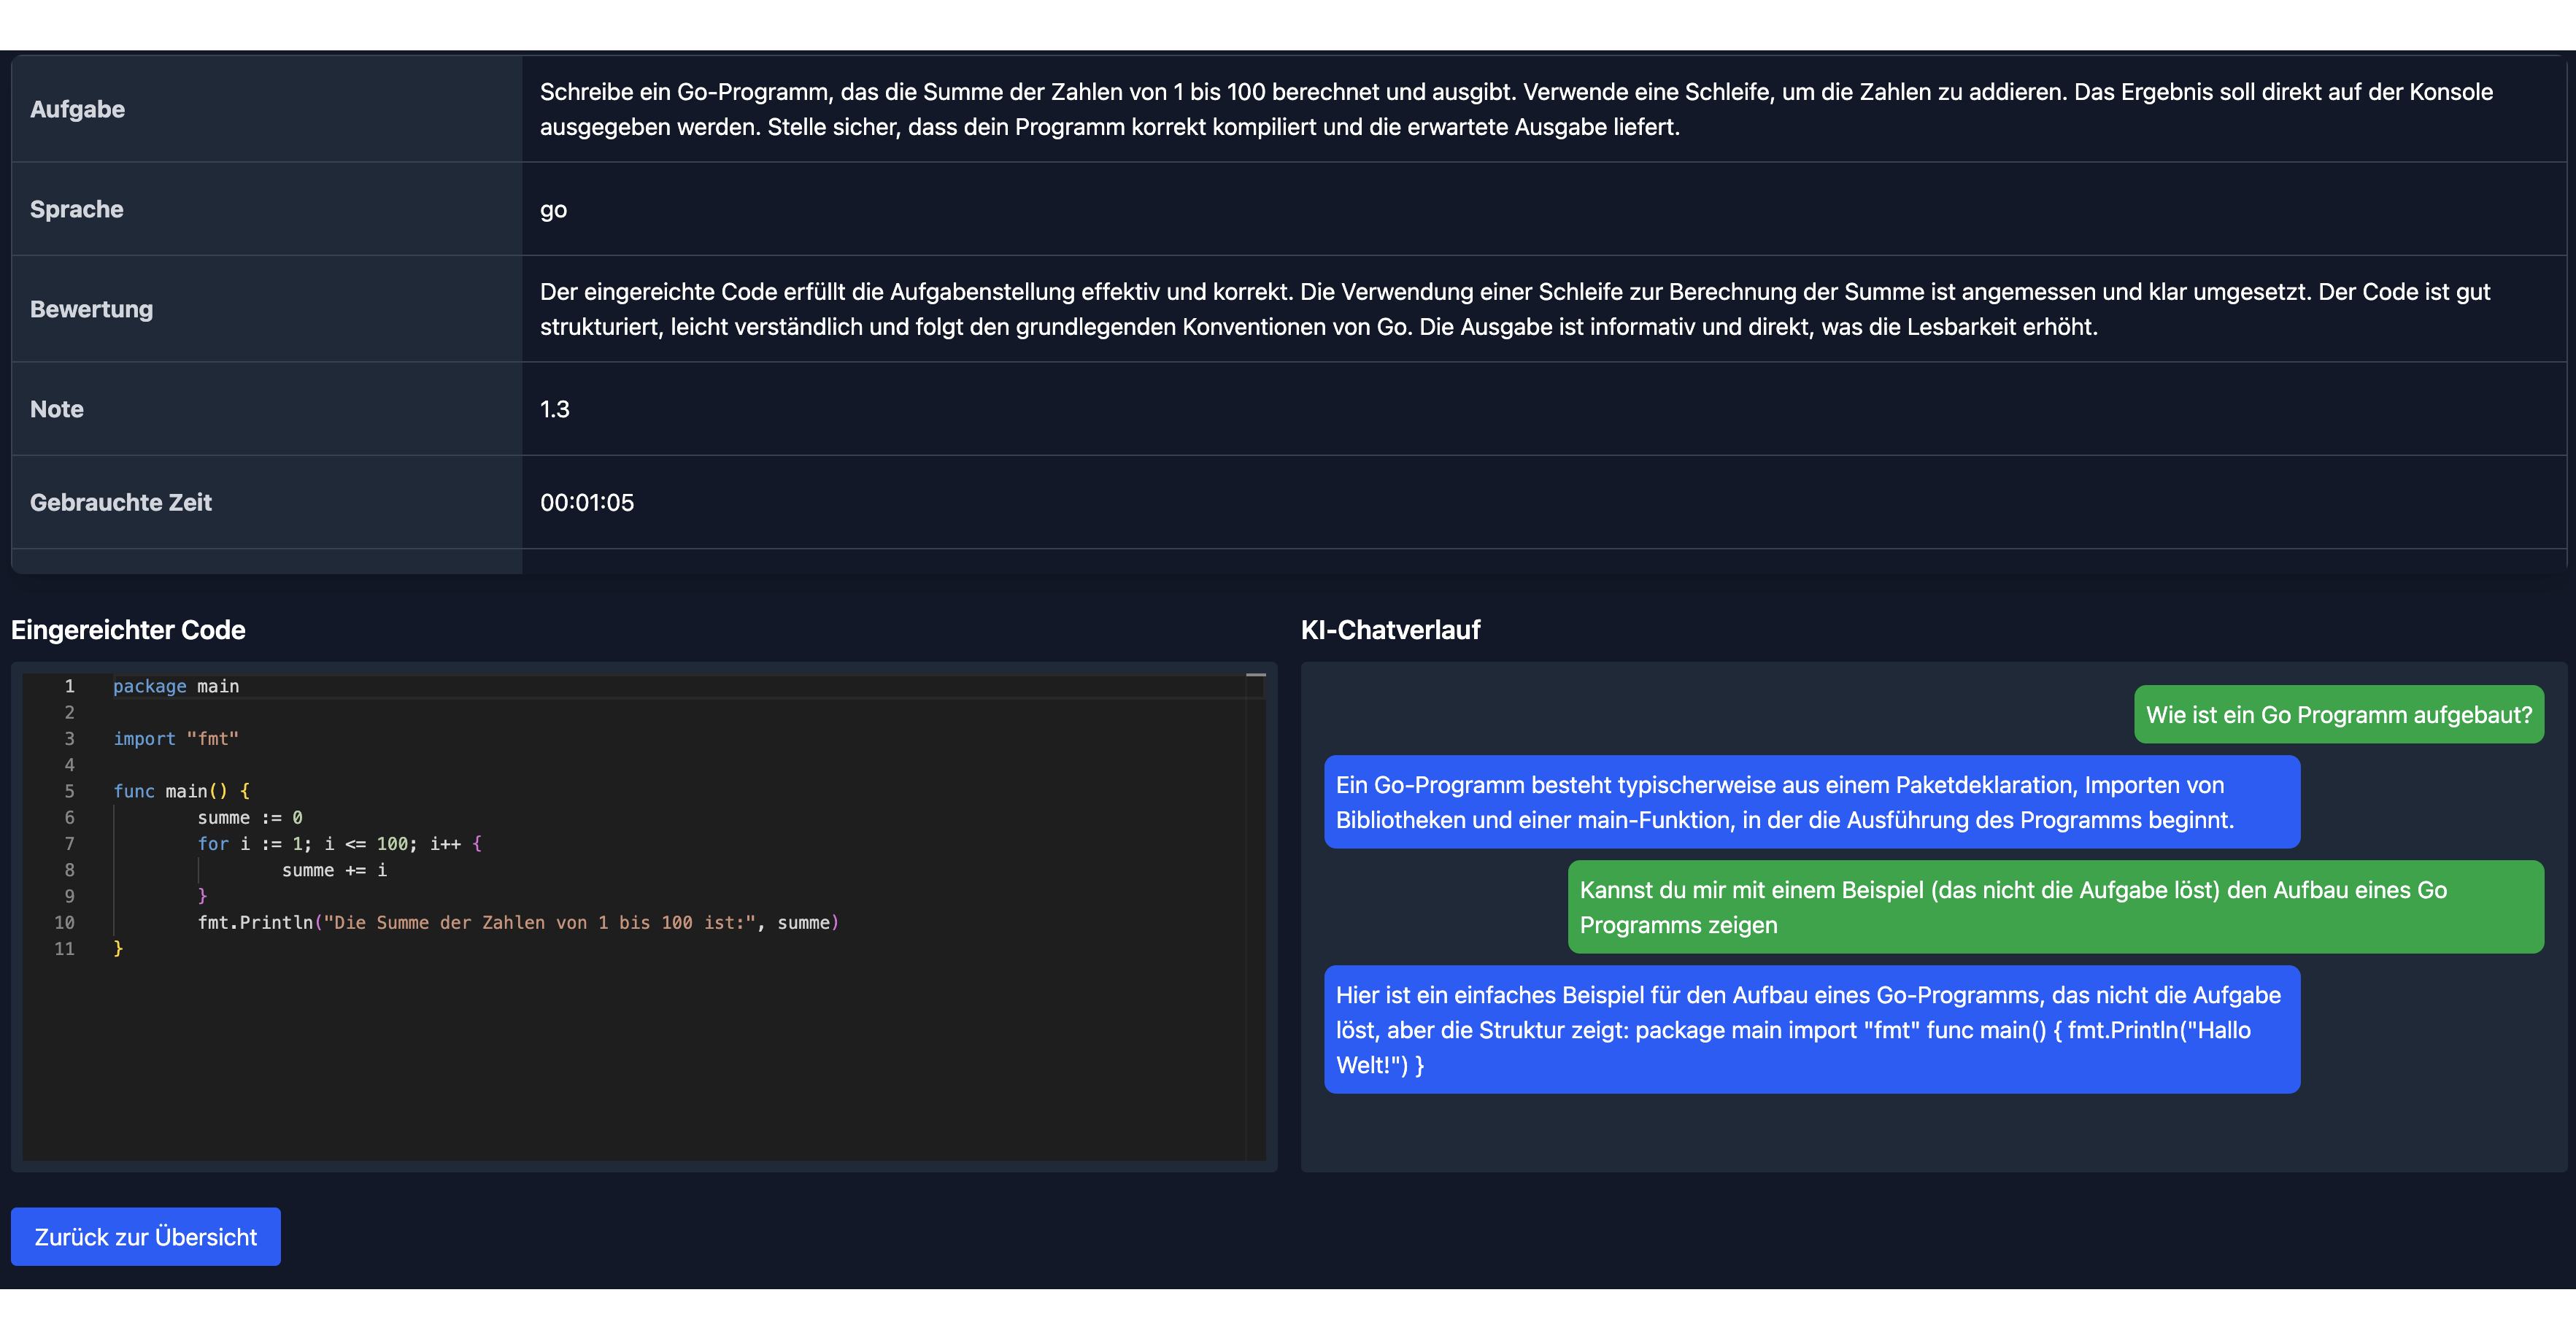 Aufgabe
Schreibe ein Go-Programm, das die Summe der Zahlen von 1 bis 100 berechnet und ausgibt. Verwende eine Schleife, um die Zahlen zu addieren. Das Ergebnis soll direkt auf der Konsole
ausgegeben werden. Stelle sicher, dass dein Programm korrekt kompiliert und die erwartete Ausgabe liefert.
Sprache
go
Bewertung
Der eingereichte Code erfüllt die Aufgabenstellung effektiv und korrekt. Die Verwendung einer Schleife zur Berechnung der Summe ist angemessen und klar umgesetzt. Der Code ist gut
strukturiert, leicht verständlich und folgt den grundlegenden Konventionen von Go. Die Ausgabe ist informativ und direkt, was die Lesbarkeit erhöht.
Note
1.3
Gebrauchte Zeit
00:01:05
Eingereichter Code
1 package main
2
3 import "fmt"
4
5 func main() {
6 summe := 0
7 for i := 1; i <= 100; i++ {
8 summe += i
9 }
10 fmt.Println("Die Summe der Zahlen von 1 bis 100 ist:", summe)
11 }
KI-Chatverlauf
Wie ist ein Go Programm aufgebaut?
Ein Go-Programm besteht typischerweise aus einem Paketdeklaration, Importen von
Bibliotheken und einer main-Funktion, in der die Ausführung des Programms beginnt.
Kannst du mir mit einem Beispiel (das nicht die Aufgabe löst) den Aufbau eines Go
Programms zeigen
Hier ist ein einfaches Beispiel für den Aufbau eines Go-Programms, das nicht die Aufgabe
löst, aber die Struktur zeigt: package main import "fmt" func main() { fmt.Println("Hallo
Welt!") }
Zurück zur Übersicht